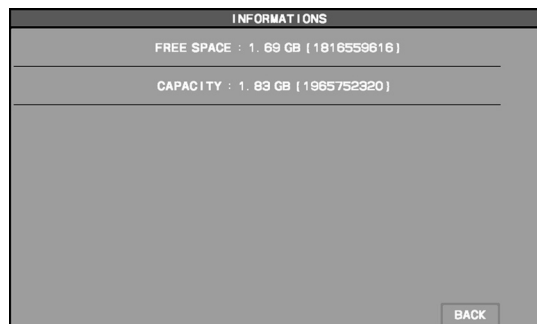 INFORMATIONS
FREE SPACE : 1. 69 GB [1816559616]
CAPACITY : 1. 83 GB [1965752320]
BACK